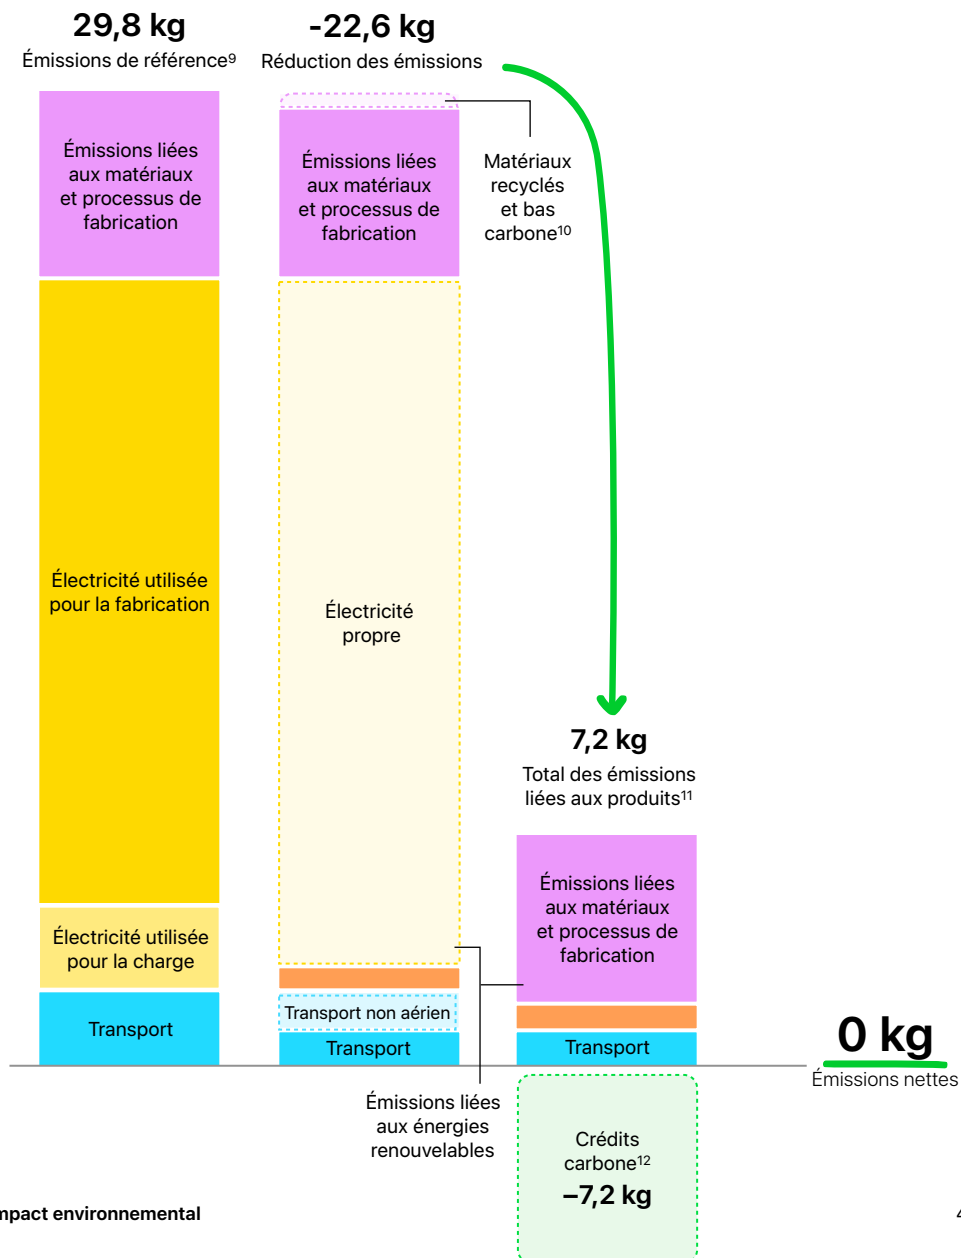 29,8 kg
Émissions de référence⁹
-22,6 kg
Réduction des émissions
Émissions liées
aux matériaux
et processus de
fabrication
Émissions liées
aux matériaux
et processus de
fabrication
Matériaux
recyclés
et bas
carbone¹⁰
Électricité utilisée
pour la fabrication
Électricité
propre
7,2 kg
Total des émissions
liées aux produits¹¹
Émissions liées
aux matériaux
et processus de
fabrication
Électricité utilisée
pour la charge
Transport
Transport non aérien
Transport
Transport
0 kg
Émissions nettes
Émissions liées
aux énergies
renouvelables
Crédits
carbone¹²
–7,2 kg
mpact environnemental
4